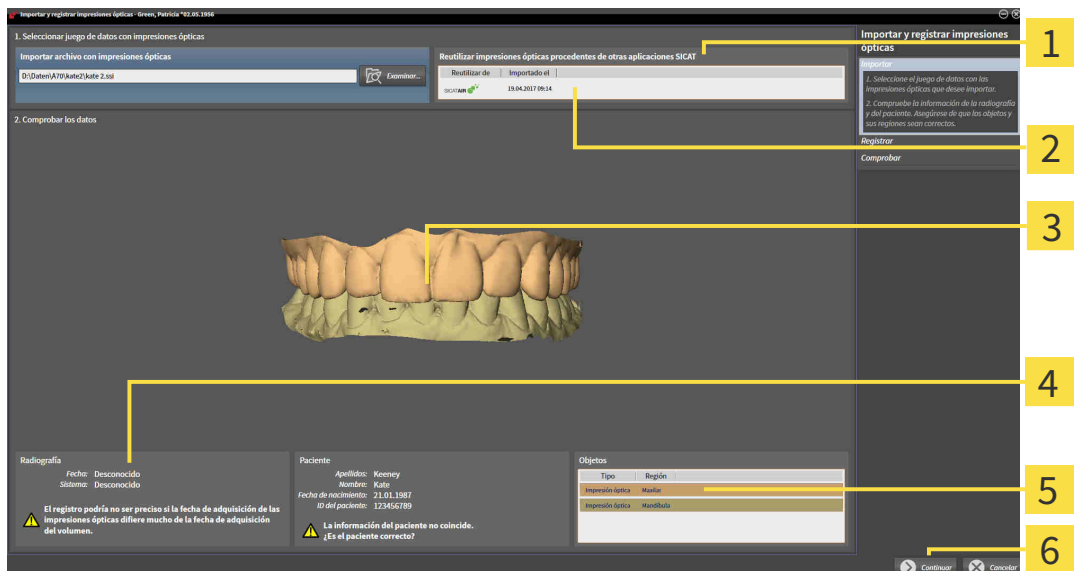 Importar y registrar impresiones ópticas - Green, Patricia *02.05.1956
1. Seleccionar juego de datos con impresiones ópticas
Importar archivo con impresiones ópticas
D:\Daten\A70\kate2\kate 2.ssi
Examinar...
Reutilizar impresiones ópticas procedentes de otras aplicaciones SICAT
Reutilizar de Importado el
SICAT AIR 19.04.2017 09:14
2. Comprobar los datos
Radiografía
Fecha: Desconocido
Sistema: Desconocido
El registro podría no ser preciso si la fecha de adquisición de las
impresiones ópticas difiere mucho de la fecha de adquisición
del volumen.
Paciente
Apellidos: Keeney
Nombre: Kate
Fecha de nacimiento: 21.01.1987
ID del paciente: 123456789
La información del paciente no coincide.
¿Es el paciente correcto?
Objetos
Tipo Región
Impresión óptica Maxilar
Impresión óptica Mandíbula
Importar y registrar impresiones
ópticas
Importar
1. Seleccione el juego de datos con las
impresiones ópticas que desee importar.
2. Compruebe la información de la radiografía
y del paciente. Asegúrese de que los objetos y
sus regiones sean correctos.
Registrar
Comprobar
Continuar
Cancelar
1
2
3
4
5
6